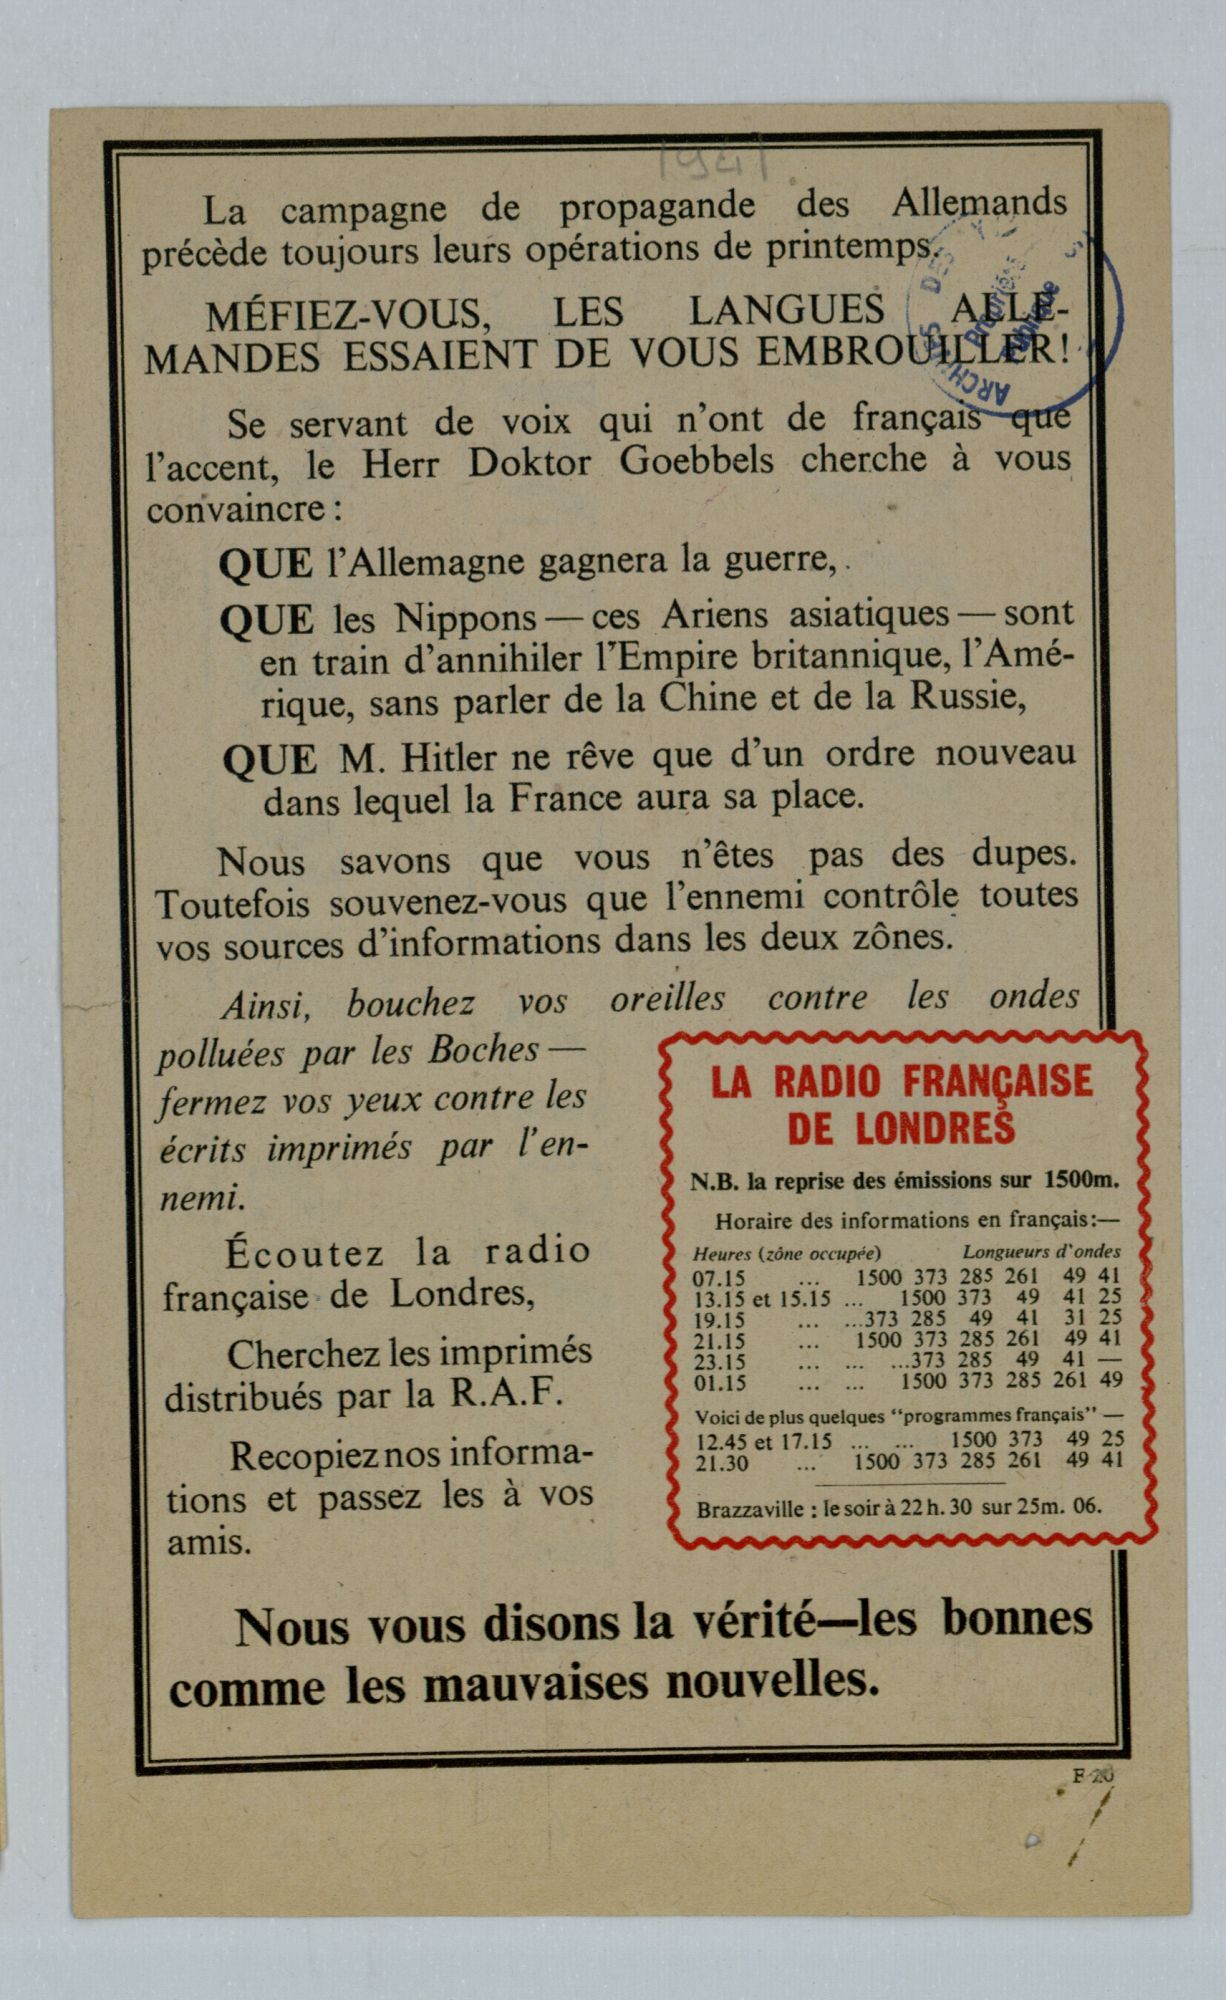 1941.
La campagne de propagande des Allemands
précède toujours leurs opérations de printemps.
MÉFIEZ-VOUS, LES LANGUES ALLE-
MANDES ESSAIENT DE VOUS EMBROUILLER!
Se servant de voix qui n'ont de français que
l'accent, le Herr Doktor Goebbels cherche à vous
convaincre :
QUE l'Allemagne gagnera la guerre,
QUE les Nippons — ces Ariens asiatiques — sont
en train d'annihiler l'Empire britannique, l'Amé-
rique, sans parler de la Chine et de la Russie,
QUE M. Hitler ne rêve que d'un ordre nouveau
dans lequel la France aura sa place.
Nous savons que vous n'êtes pas des dupes.
Toutefois souvenez-vous que l'ennemi contrôle toutes
vos sources d'informations dans les deux zônes.
Ainsi, bouchez vos oreilles contre les ondes
polluées par les Boches —
fermez vos yeux contre les
écrits imprimés par l'en-
nemi.
Écoutez la radio
française de Londres,
Cherchez les imprimés
distribués par la R.A.F.
Recopiez nos informa-
tions et passez les à vos
amis.
LA RADIO FRANÇAISE
DE LONDRES
N.B. la reprise des émissions sur 1500m.
Horaire des informations en français:—
Heures (zône occupée) Longueurs d'ondes
07.15 ... 1500 373 285 261 49 41
13.15 et 15.15 ... 1500 373 49 41 25
19.15 ... ...373 285 49 41 31 25
21.15 ... 1500 373 285 261 49 41
23.15 ... ... ...373 285 49 41 —
01.15 ... ... 1500 373 285 261 49
Voici de plus quelques "programmes français" —
12.45 et 17.15 ... ... 1500 373 49 25
21.30 ... 1500 373 285 261 49 41
Brazzaville : le soir à 22 h. 30 sur 25m. 06.
Nous vous disons la vérité—les bonnes
comme les mauvaises nouvelles.
F 20